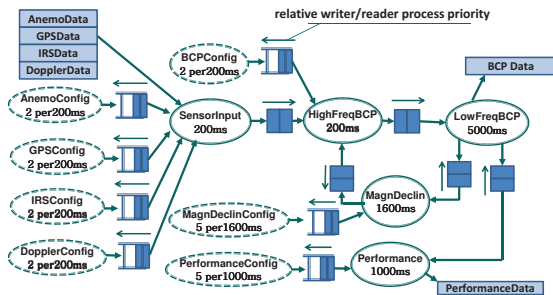 relative writer/reader process priority
AnemoData
GPSData
IRSData
DopplerData
BCPConfig
2 per200ms
BCP Data
AnemoConfig
2 per200ms
SensorInput
200ms
HighFreqBCP
200ms
LowFreqBCP
5000ms
GPSConfig
2 per200ms
IRSConfig
2 per200ms
MagnDeclin
1600ms
MagnDeclinConfig
5 per1600ms
DopplerConfig
2 per200ms
PerformanceConfig
5 per1000ms
Performance
1000ms
PerformanceData